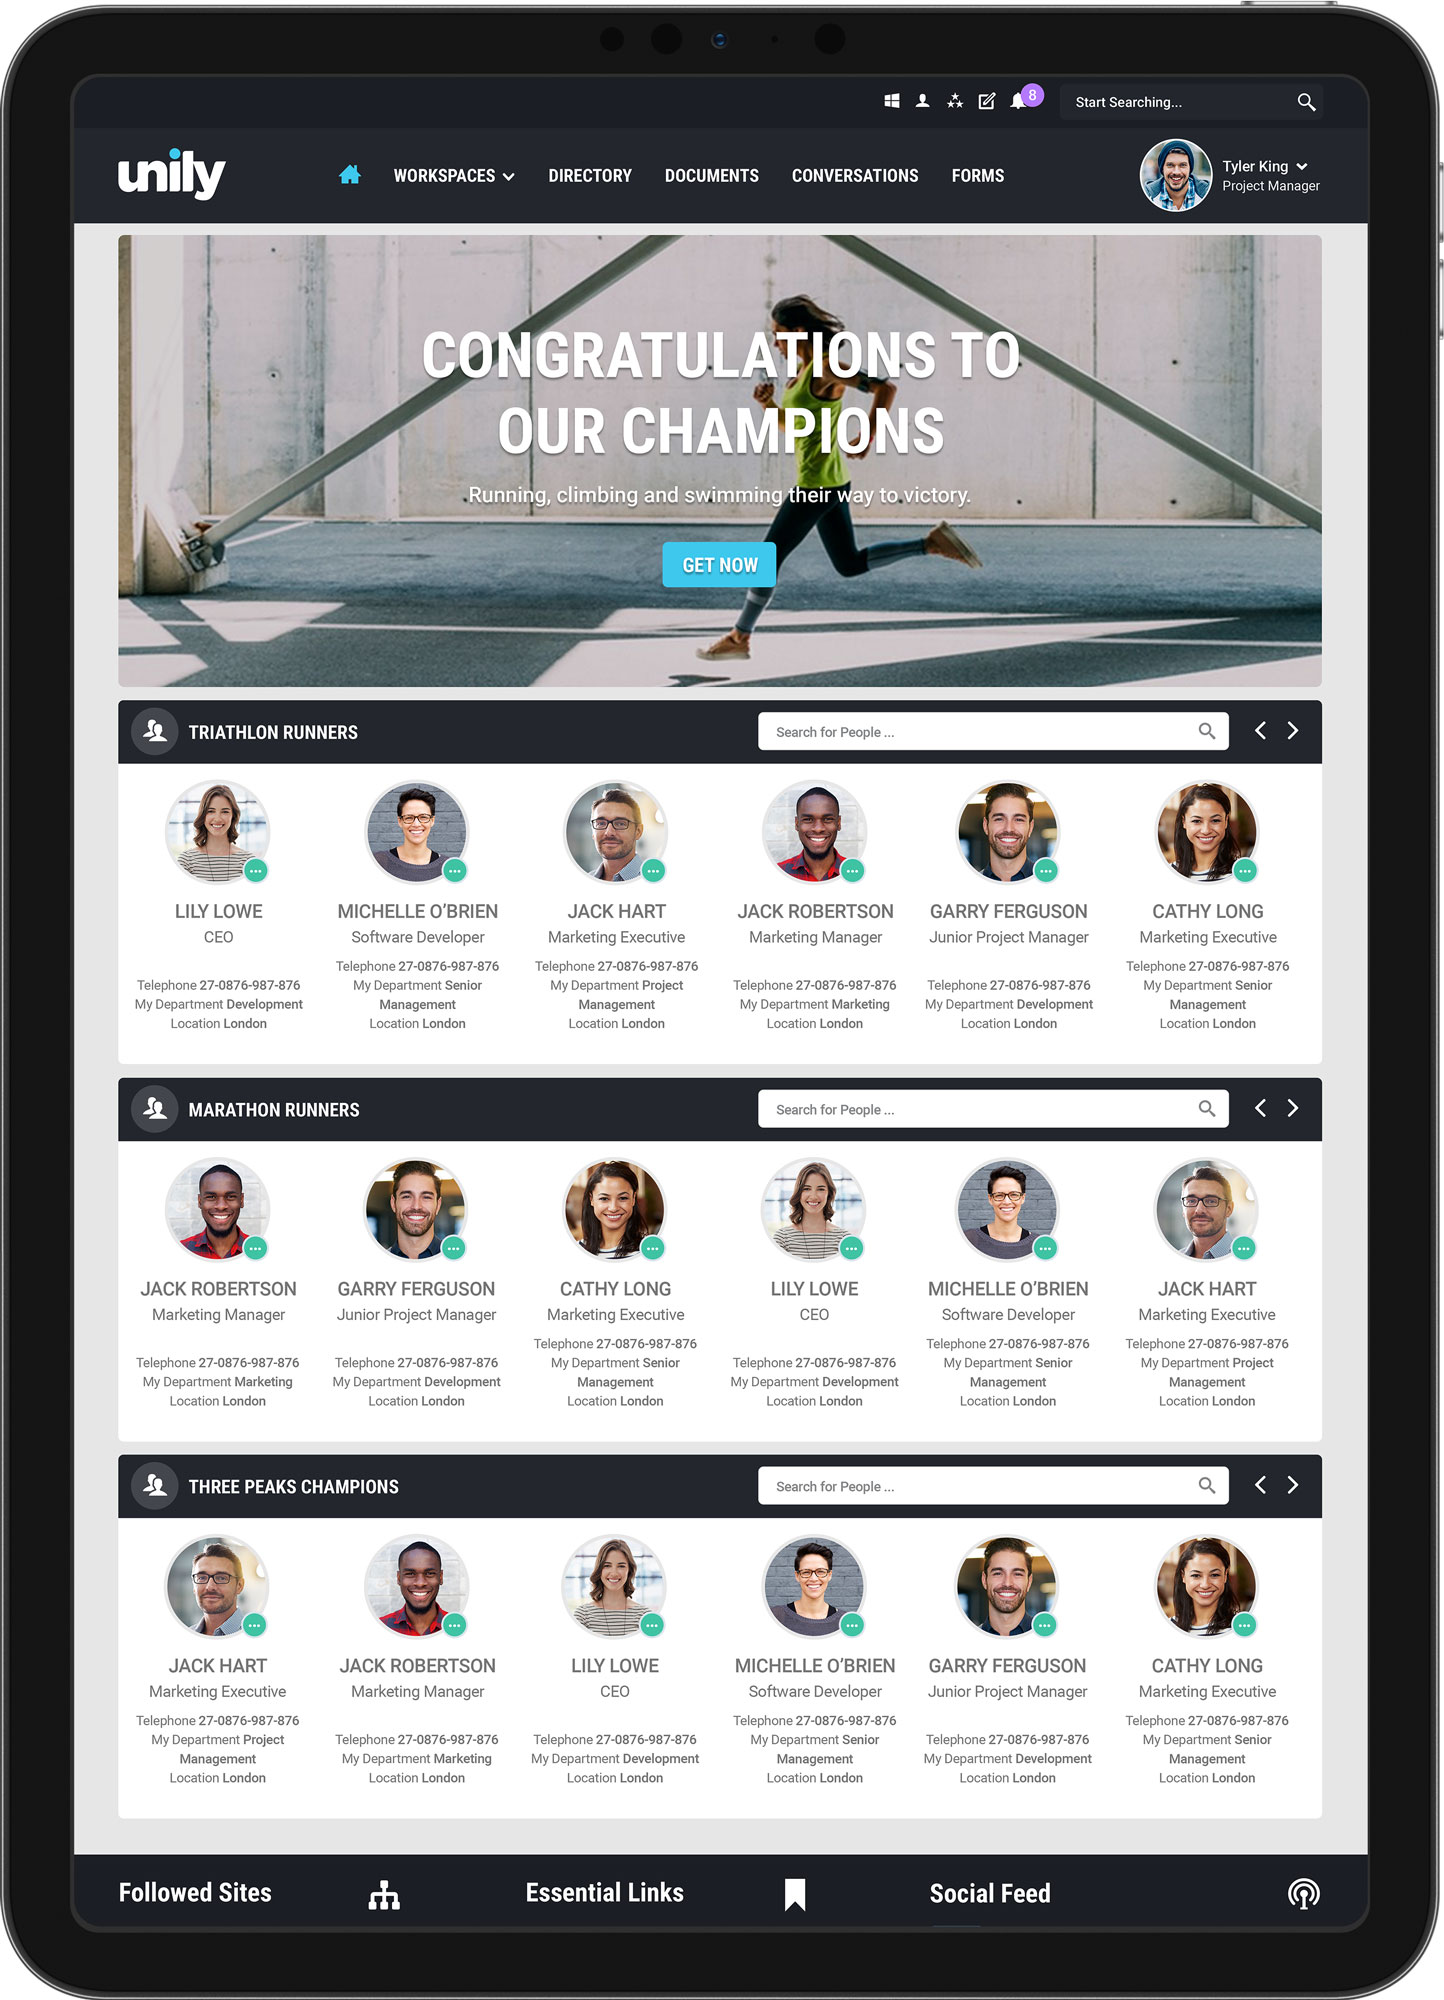 8
Start Searching...
unily
WORKSPACES DIRECTORY DOCUMENTS CONVERSATIONS FORMS
Tyler King
Project Manager
CONGRATULATIONS TO
OUR CHAMPIONS
Running, climbing and swimming their way to victory.
GET NOW
TRIATHLON RUNNERS
Search for People ...
LILY LOWE
CEO
Telephone 27-0876-987-876
My Department Development
Location London
MICHELLE O’BRIEN
Software Developer
Telephone 27-0876-987-876
My Department Senior
Management
Location London
JACK HART
Marketing Executive
Telephone 27-0876-987-876
My Department Project
Management
Location London
JACK ROBERTSON
Marketing Manager
Telephone 27-0876-987-876
My Department Marketing
Location London
GARRY FERGUSON
Junior Project Manager
Telephone 27-0876-987-876
My Department Development
Location London
CATHY LONG
Marketing Executive
Telephone 27-0876-987-876
My Department Senior
Management
Location London
MARATHON RUNNERS
Search for People ...
JACK ROBERTSON
Marketing Manager
Telephone 27-0876-987-876
My Department Marketing
Location London
GARRY FERGUSON
Junior Project Manager
Telephone 27-0876-987-876
My Department Development
Location London
CATHY LONG
Marketing Executive
Telephone 27-0876-987-876
My Department Senior
Management
Location London
LILY LOWE
CEO
Telephone 27-0876-987-876
My Department Development
Location London
MICHELLE O’BRIEN
Software Developer
Telephone 27-0876-987-876
My Department Senior
Management
Location London
JACK HART
Marketing Executive
Telephone 27-0876-987-876
My Department Project
Management
Location London
THREE PEAKS CHAMPIONS
Search for People ...
JACK HART
Marketing Executive
Telephone 27-0876-987-876
My Department Project
Management
Location London
JACK ROBERTSON
Marketing Manager
Telephone 27-0876-987-876
My Department Marketing
Location London
LILY LOWE
CEO
Telephone 27-0876-987-876
My Department Development
Location London
MICHELLE O’BRIEN
Software Developer
Telephone 27-0876-987-876
My Department Senior
Management
Location London
GARRY FERGUSON
Junior Project Manager
Telephone 27-0876-987-876
My Department Development
Location London
CATHY LONG
Marketing Executive
Telephone 27-0876-987-876
My Department Senior
Management
Location London
Followed Sites
Essential Links
Social Feed